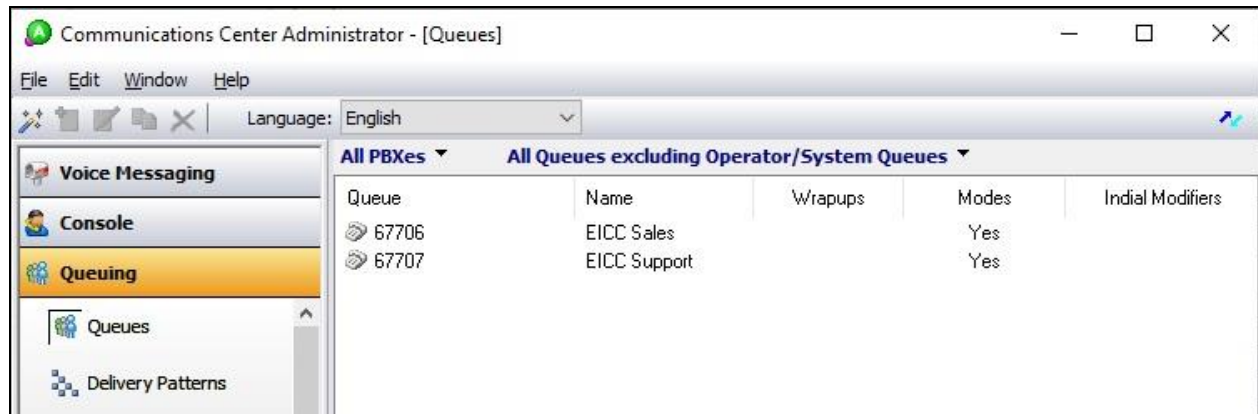 Communications Center Administrator - [Queues]
File Edit Window Help
Language: English
Voice Messaging
Console
Queuing
Queues
Delivery Patterns
All PBXes All Queues excluding Operator/System Queues
Queue Name Wrapups Modes Indial Modifiers
67706 EICC Sales Yes
67707 EICC Support Yes